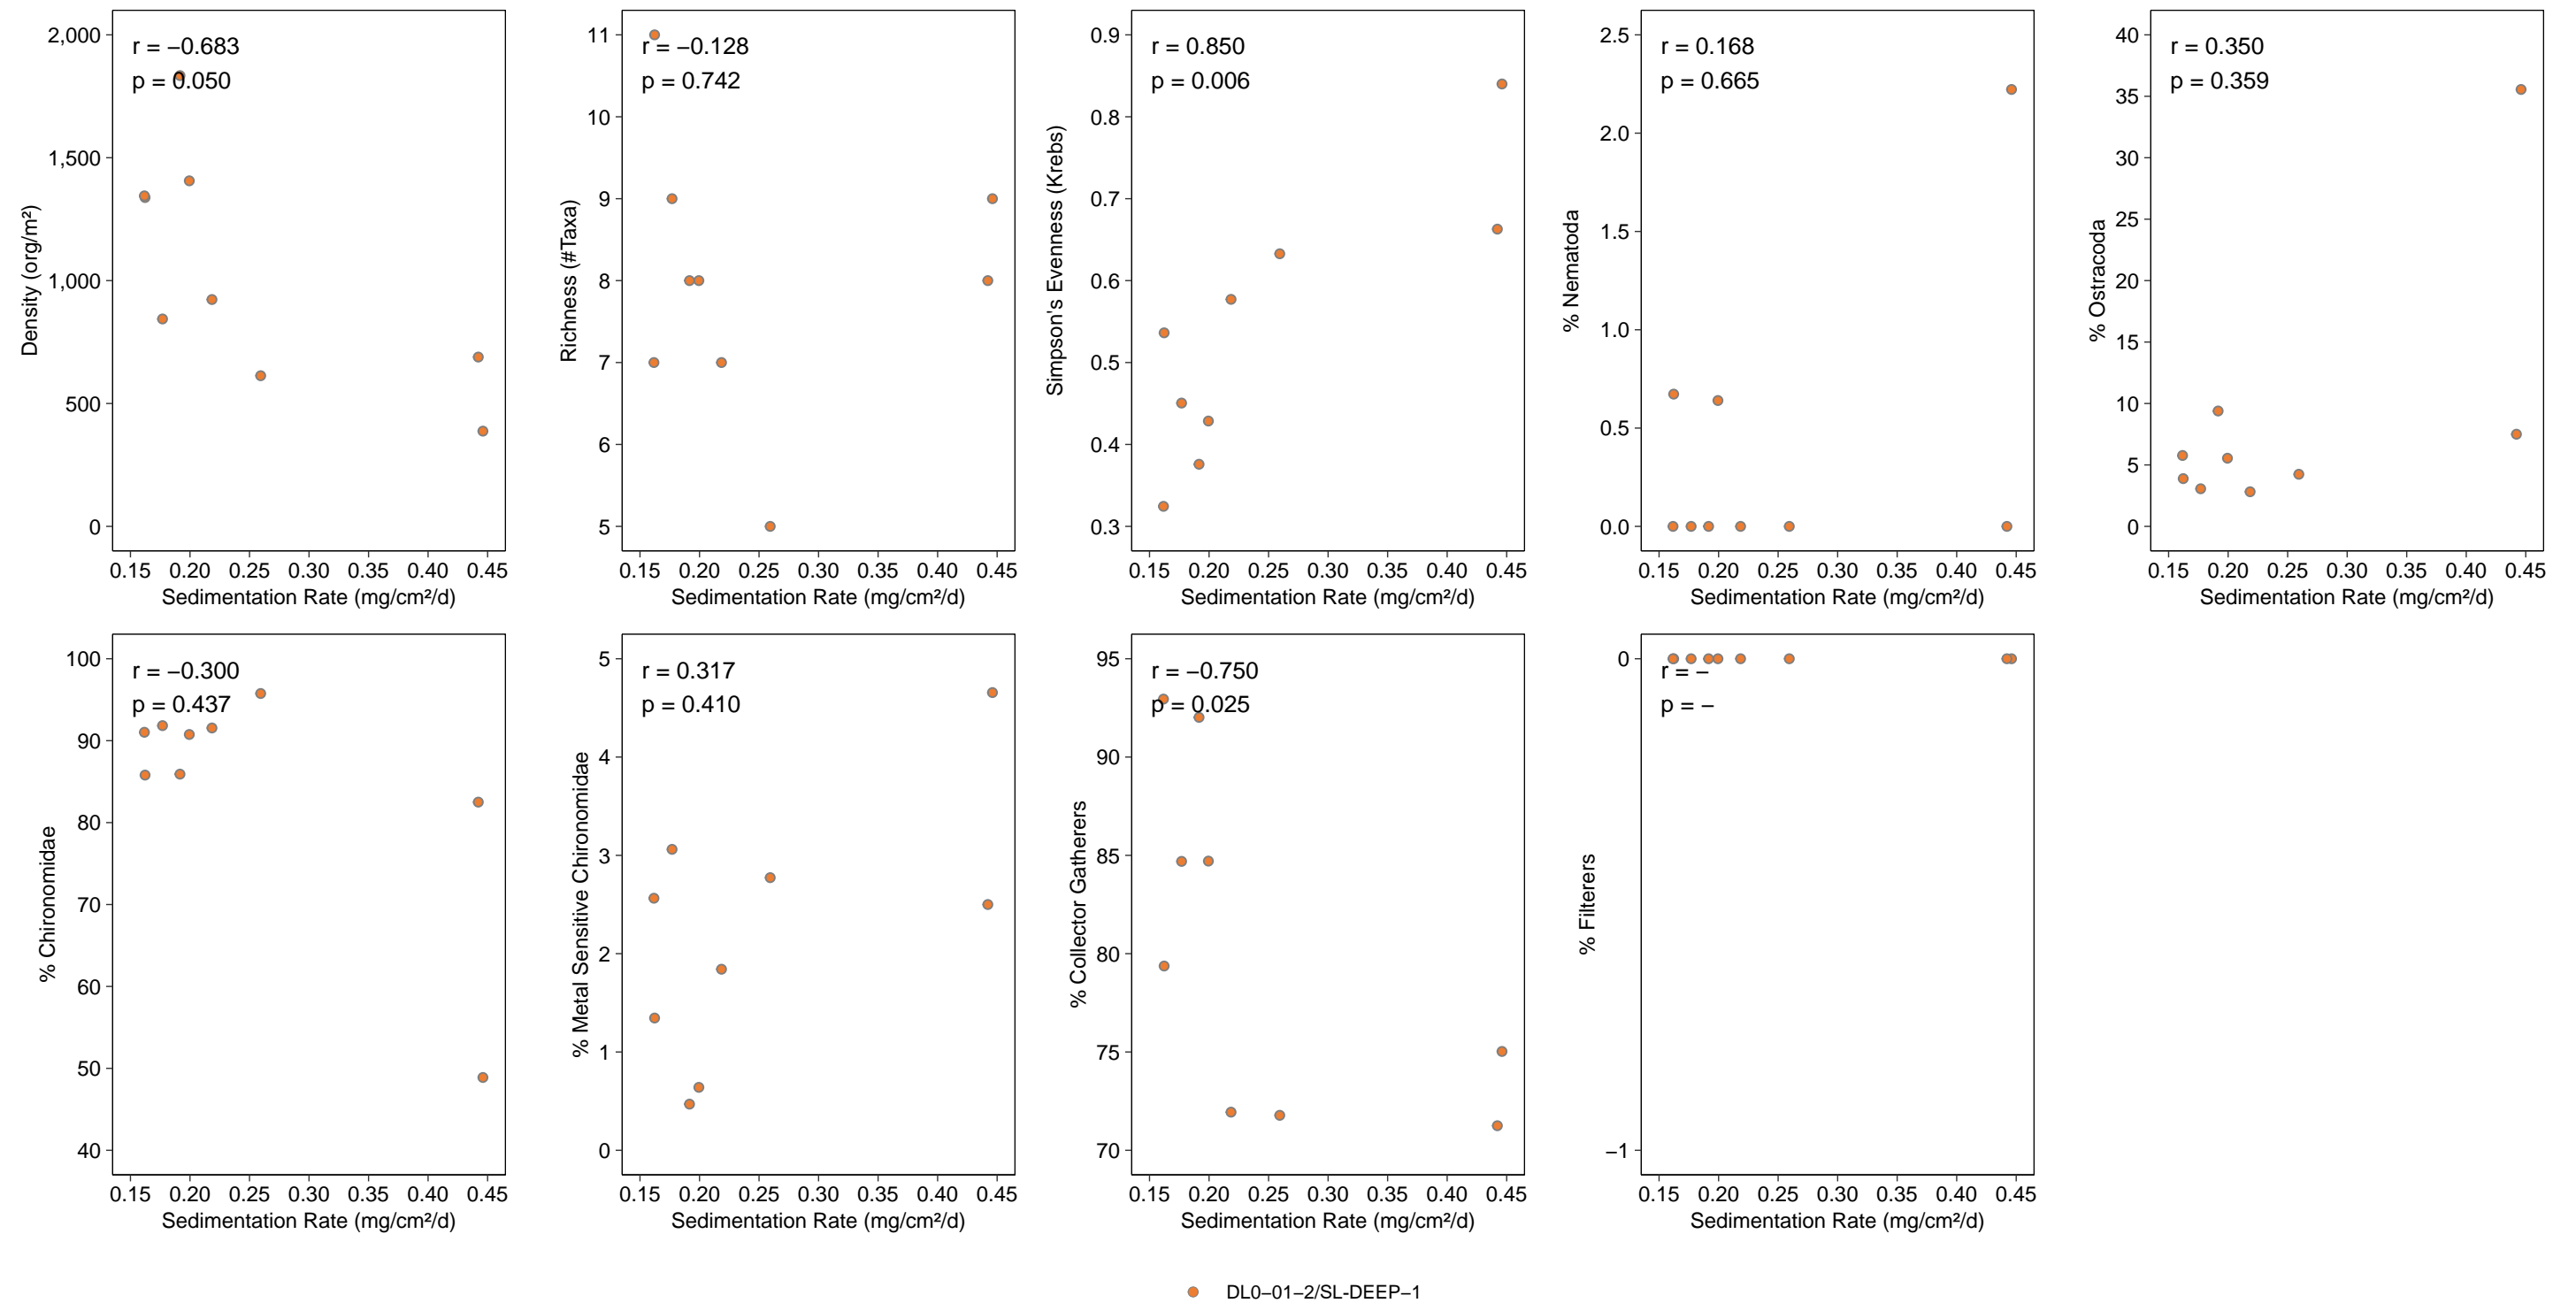 2,000
1,500
1,000
500
0
Density (org/m²)
r = −0.683
p = 0.050
0.15 0.20 0.25 0.30 0.35 0.40 0.45
Sedimentation Rate (mg/cm²/d)
11
10
9
8
7
6
5
Richness (#Taxa)
r = −0.128
p = 0.742
0.15 0.20 0.25 0.30 0.35 0.40 0.45
Sedimentation Rate (mg/cm²/d)
0.9
0.8
0.7
0.6
0.5
0.4
0.3
Simpson's Evenness (Krebs)
r = 0.850
p = 0.006
0.15 0.20 0.25 0.30 0.35 0.40 0.45
Sedimentation Rate (mg/cm²/d)
2.5
2.0
1.5
1.0
0.5
0.0
% Nematoda
r = 0.168
p = 0.665
0.15 0.20 0.25 0.30 0.35 0.40 0.45
Sedimentation Rate (mg/cm²/d)
40
35
30
25
20
15
10
5
0
% Ostracoda
r = 0.350
p = 0.359
0.15 0.20 0.25 0.30 0.35 0.40 0.45
Sedimentation Rate (mg/cm²/d)
100
90
80
70
60
50
40
% Chironomidae
r = −0.300
p = 0.437
0.15 0.20 0.25 0.30 0.35 0.40 0.45
Sedimentation Rate (mg/cm²/d)
5
4
3
2
1
0
% Metal Sensitive Chironomidae
r = 0.317
p = 0.410
0.15 0.20 0.25 0.30 0.35 0.40 0.45
Sedimentation Rate (mg/cm²/d)
95
90
85
80
75
70
% Collector Gatherers
r = −0.750
p = 0.025
0.15 0.20 0.25 0.30 0.35 0.40 0.45
Sedimentation Rate (mg/cm²/d)
0
−1
% Filterers
r = −
p = −
0.15 0.20 0.25 0.30 0.35 0.40 0.45
Sedimentation Rate (mg/cm²/d)
DL0−01−2/SL-DEEP−1